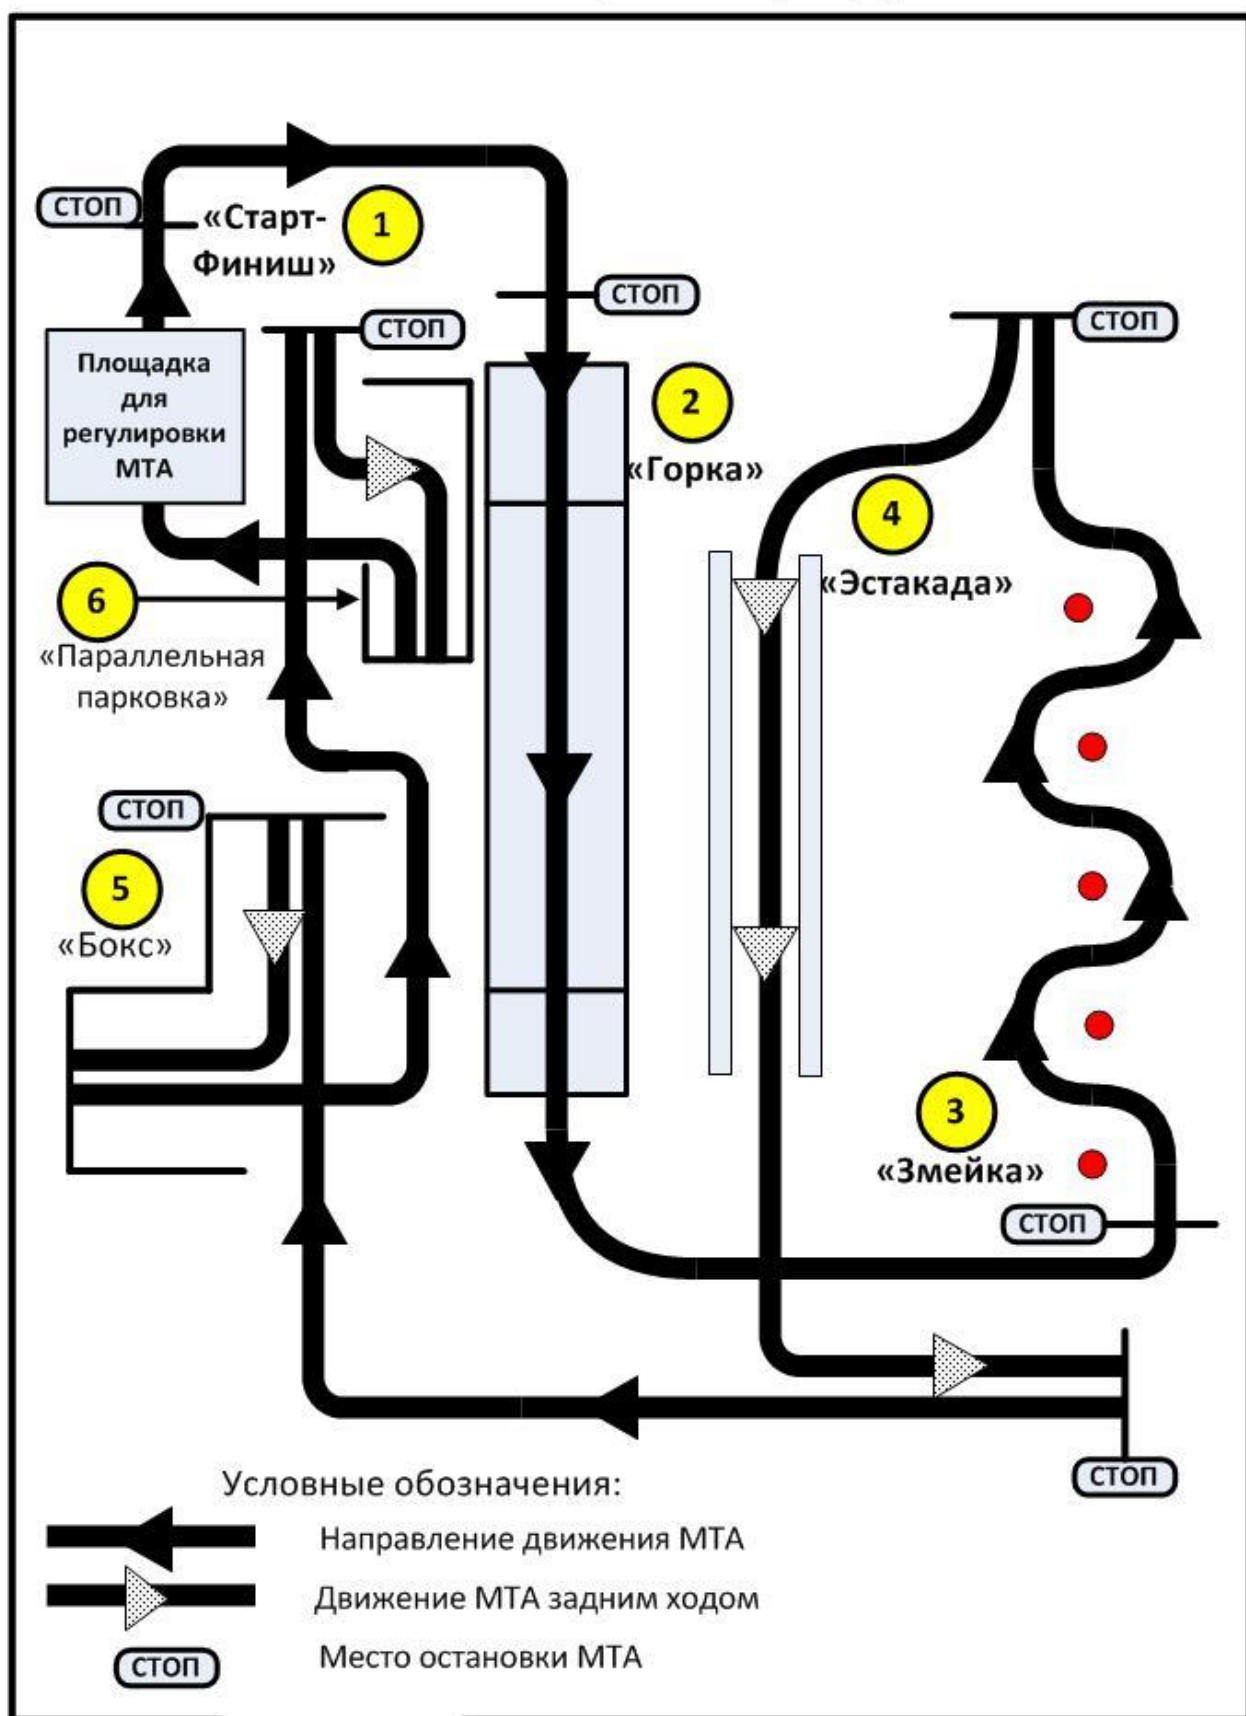 СТОП
«Старт-
Финиш»
1
СТОП
СТОП
СТОП
Площадка
для
регулировки
МТА
2
«Горка»
4
«Эстакада»
6
«Параллельная
парковка»
СТОП
5
«Бокс»
3
«Змейка»
СТОП
СТОП
Условные обозначения:
Направление движения МТА
Движение МТА задним ходом
СТОП
Место остановки МТА